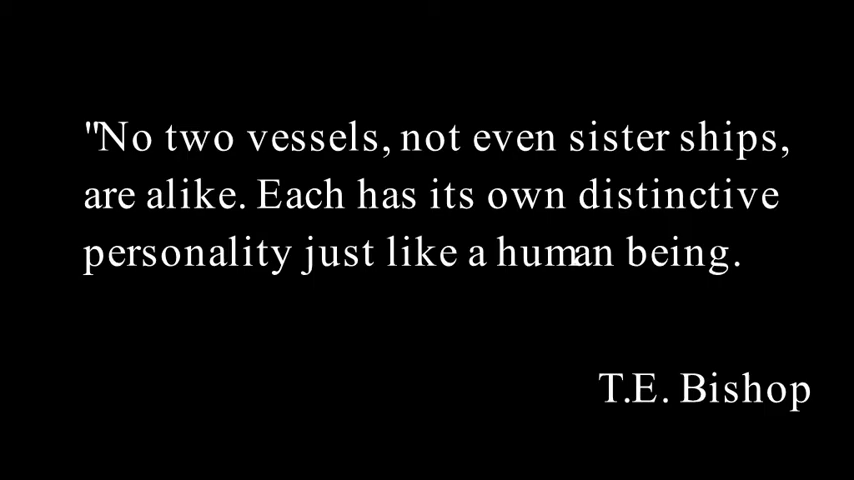 "No two vessels, not even sister ships,
are alike. Each has its own distinctive
personality just like a human being.
T.E. Bishop